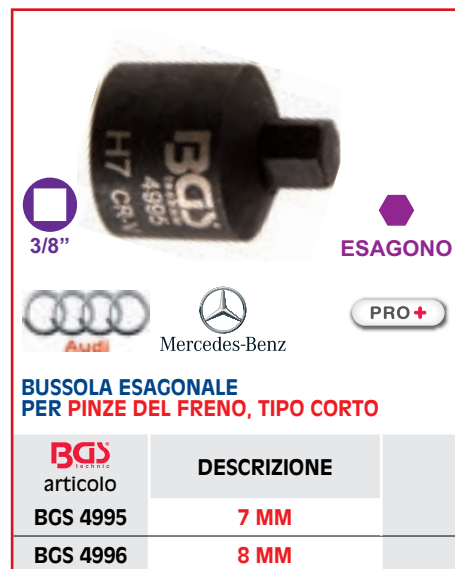 H7 CR-V
BGS
technic
4995
3/8”
ESAGONO
Audi
Mercedes-Benz
PRO+
BUSSOLA ESAGONALE
PER PINZE DEL FRENO, TIPO CORTO
BGS
technic
articolo
DESCRIZIONE
BGS 4995
7 MM
BGS 4996
8 MM